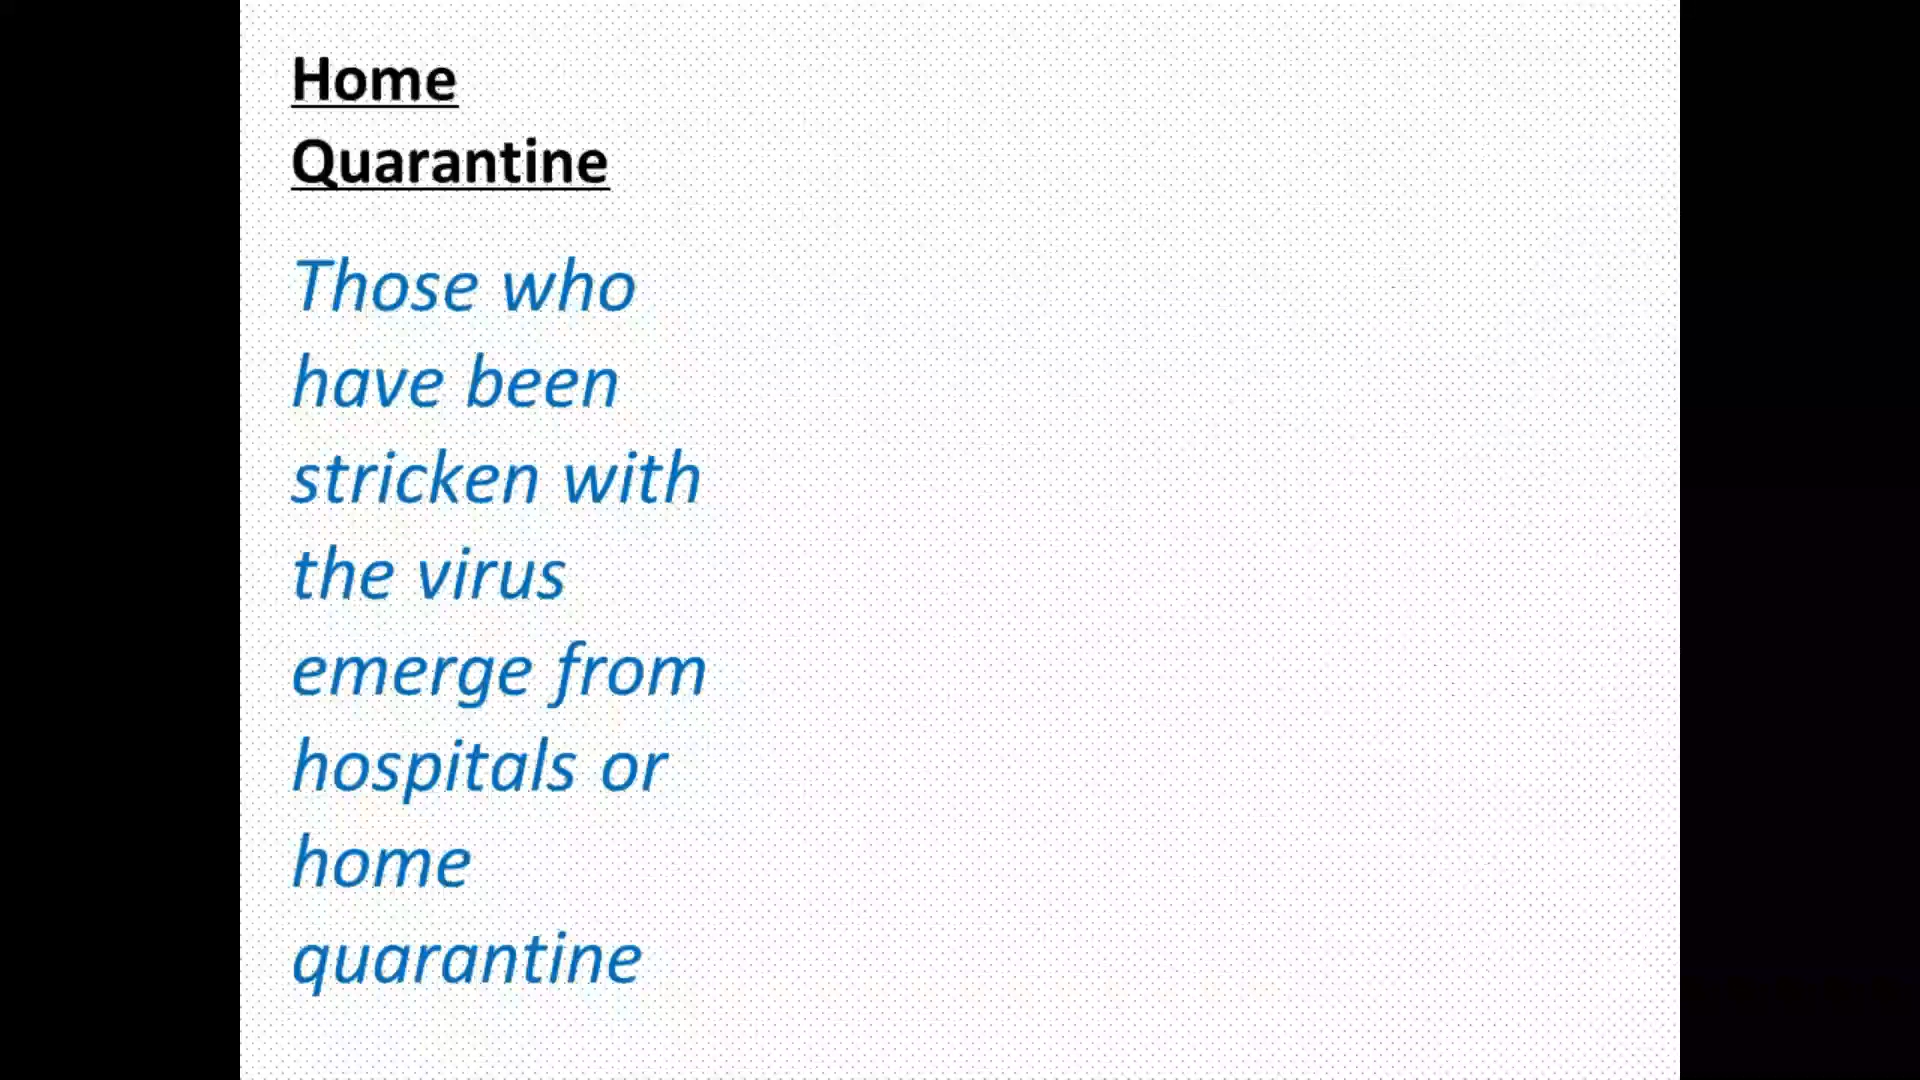 Home
Quarantine
Those who
have been
stricken with
the virus
emerge from
hospitals or
home
quarantine